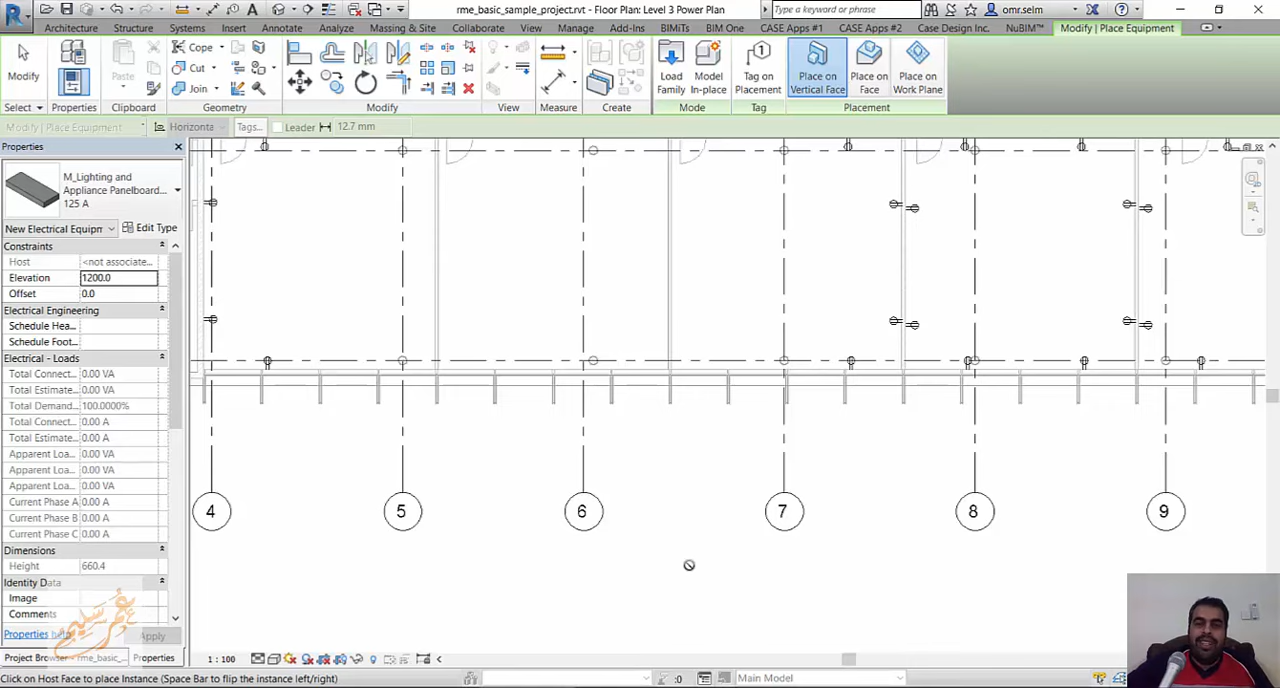 rme_basic_sample_project.rvt - Floor Plan: Level 3 Power Plan
Type a keyword or phrase
omr.selm
Architecture Structure Systems Insert Annotate Analyze Massing & Site Collaborate View Manage Add-Ins BIMiTs BIM One CASE Apps #1 CASE Apps #2 Case Design Inc. NuBIM™ Modify | Place Equipment
Modify
Paste
Cope
Cut
Join
Load Family
Model In-place
Tag on Placement
Place on Vertical Face
Place on Face
Place on Work Plane
Select Properties Clipboard Geometry Modify View Measure Create Mode Tag Placement
Modify | Place Equipment Horizonta Tags... Leader 12.7 mm
Properties
M_Lighting and
Appliance Panelboard...
125 A
New Electrical Equipm Edit Type
Constraints
Host <not associate...
Elevation 1200.0
Offset 0.0
Electrical Engineering
Schedule Hea...
Schedule Foot...
Electrical - Loads
Total Connect... 0.00 VA
Total Estimate... 0.00 VA
Total Demand... 100.0000%
Total Connect... 0.00 A
Total Estimate... 0.00 A
Apparent Loa... 0.00 VA
Apparent Loa... 0.00 VA
Apparent Loa... 0.00 VA
Current Phase A 0.00 A
Current Phase B 0.00 A
Current Phase C 0.00 A
Dimensions
Height 660.4
Identity Data
Image
Comments
Properties help Apply
Project Browser - rme_basic_... Properties
4 5 6 7 8 9
عمر سليم
1 : 100
Click on Host Face to place Instance (Space Bar to flip the instance left/right)
:0 Main Model